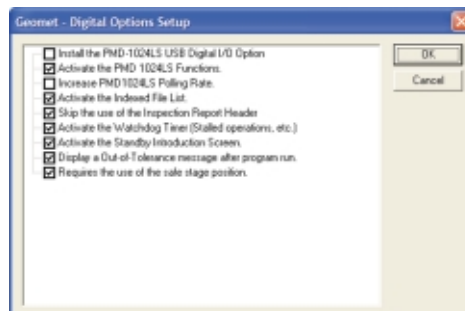 Geomet - Digital Options Setup
Install the PMD-1024LS USB Digital I/O Option
Activate the PMD 1024LS Functions.
Increase PMD1024LS Polling Rate.
Activate the Indexed File List.
Skip the use of the Inspection Report Header
Activate the Watchdog Timer (Stalled operations, etc.)
Activate the Standby Introduction Screen.
Display a Out-of-Tolerance message after program run.
Requires the use of the safe stage position.
OK
Cancel